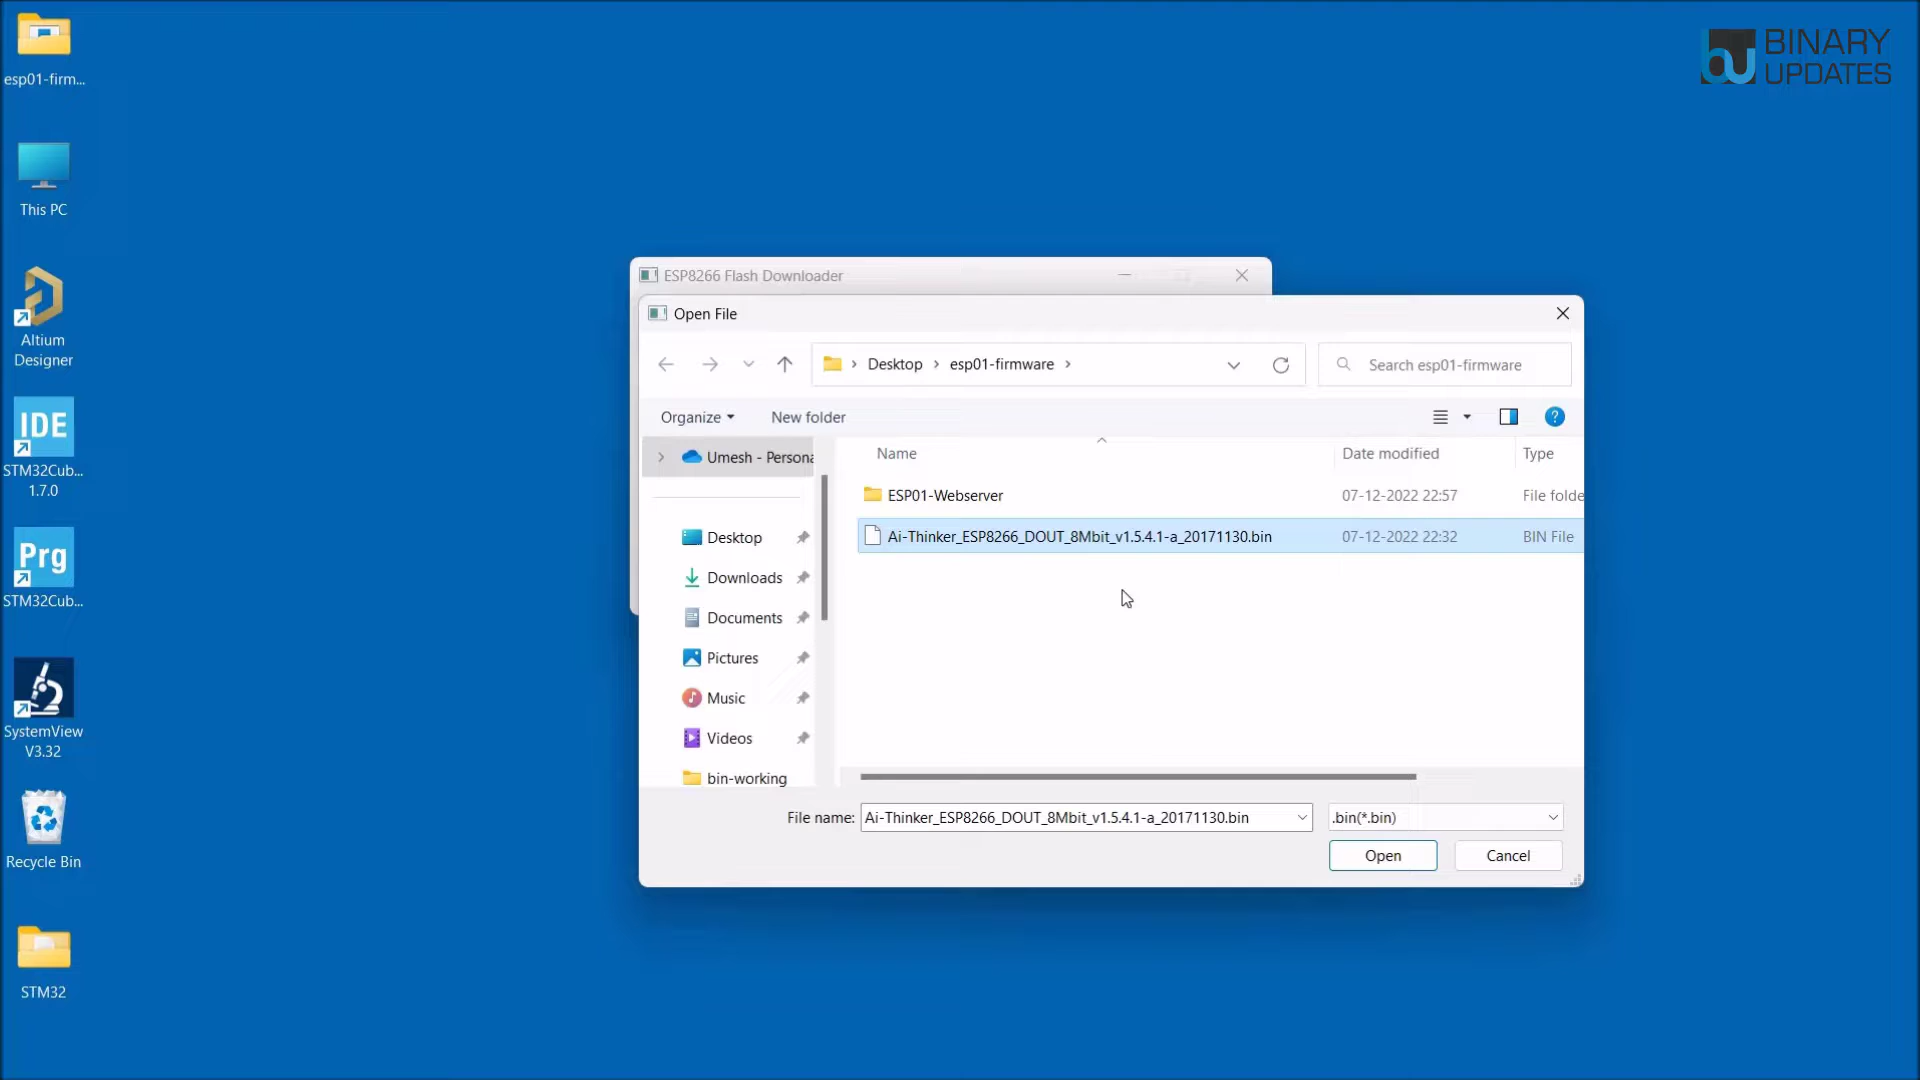 esp01-firm...
This PC
Altium
Designer
IDE
STM32Cub...
1.7.0
Prg
STM32Cub...
SystemView
V3.32
Recycle Bin
STM32
bu BINARY
UPDATES
ESP8266 Flash Downloader
Open File
Desktop > esp01-firmware >
Search esp01-firmware
Organize
New folder
?
Umesh - Persona
Desktop
Downloads
Documents
Pictures
Music
Videos
bin-working
Name Date modified Type
ESP01-Webserver 07-12-2022 22:57 File folde
Ai-Thinker_ESP8266_DOUT_8Mbit_v1.5.4.1-a_20171130.bin 07-12-2022 22:32 BIN File
File name: Ai-Thinker_ESP8266_DOUT_8Mbit_v1.5.4.1-a_20171130.bin
.bin(*.bin)
Open
Cancel